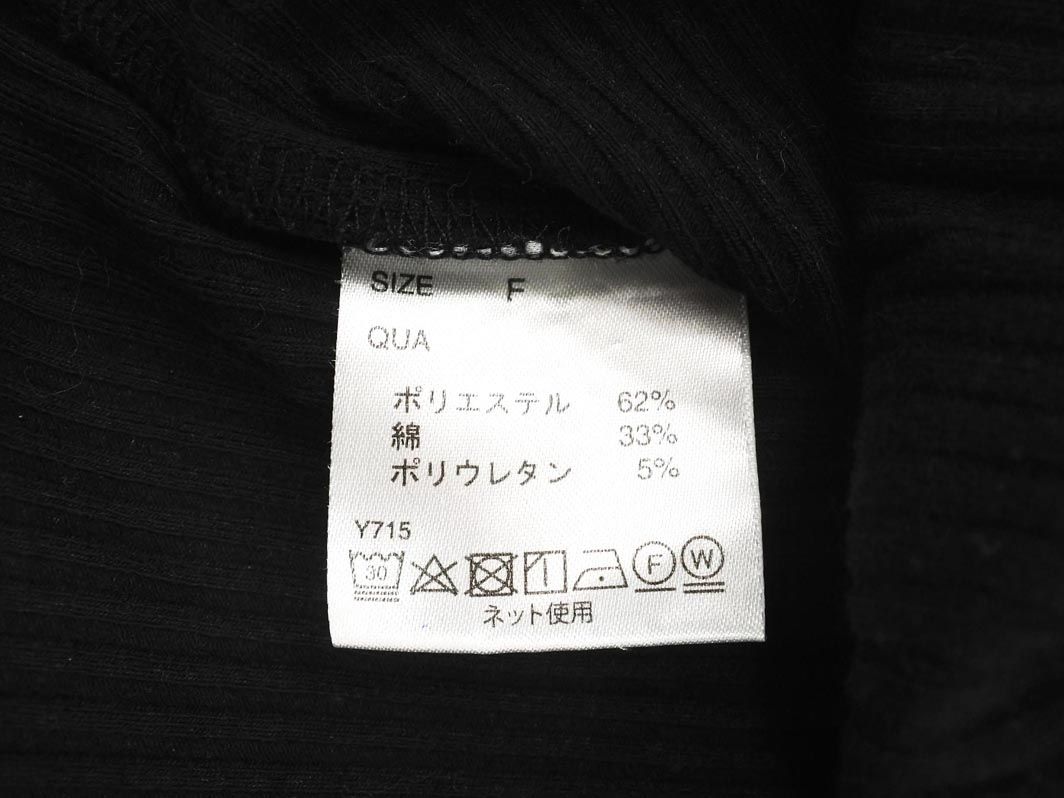 SIZE F
QUA
ポリエステル 62%
綿 33%
ポリウレタン 5%
Y715
30 F W
ネット使用